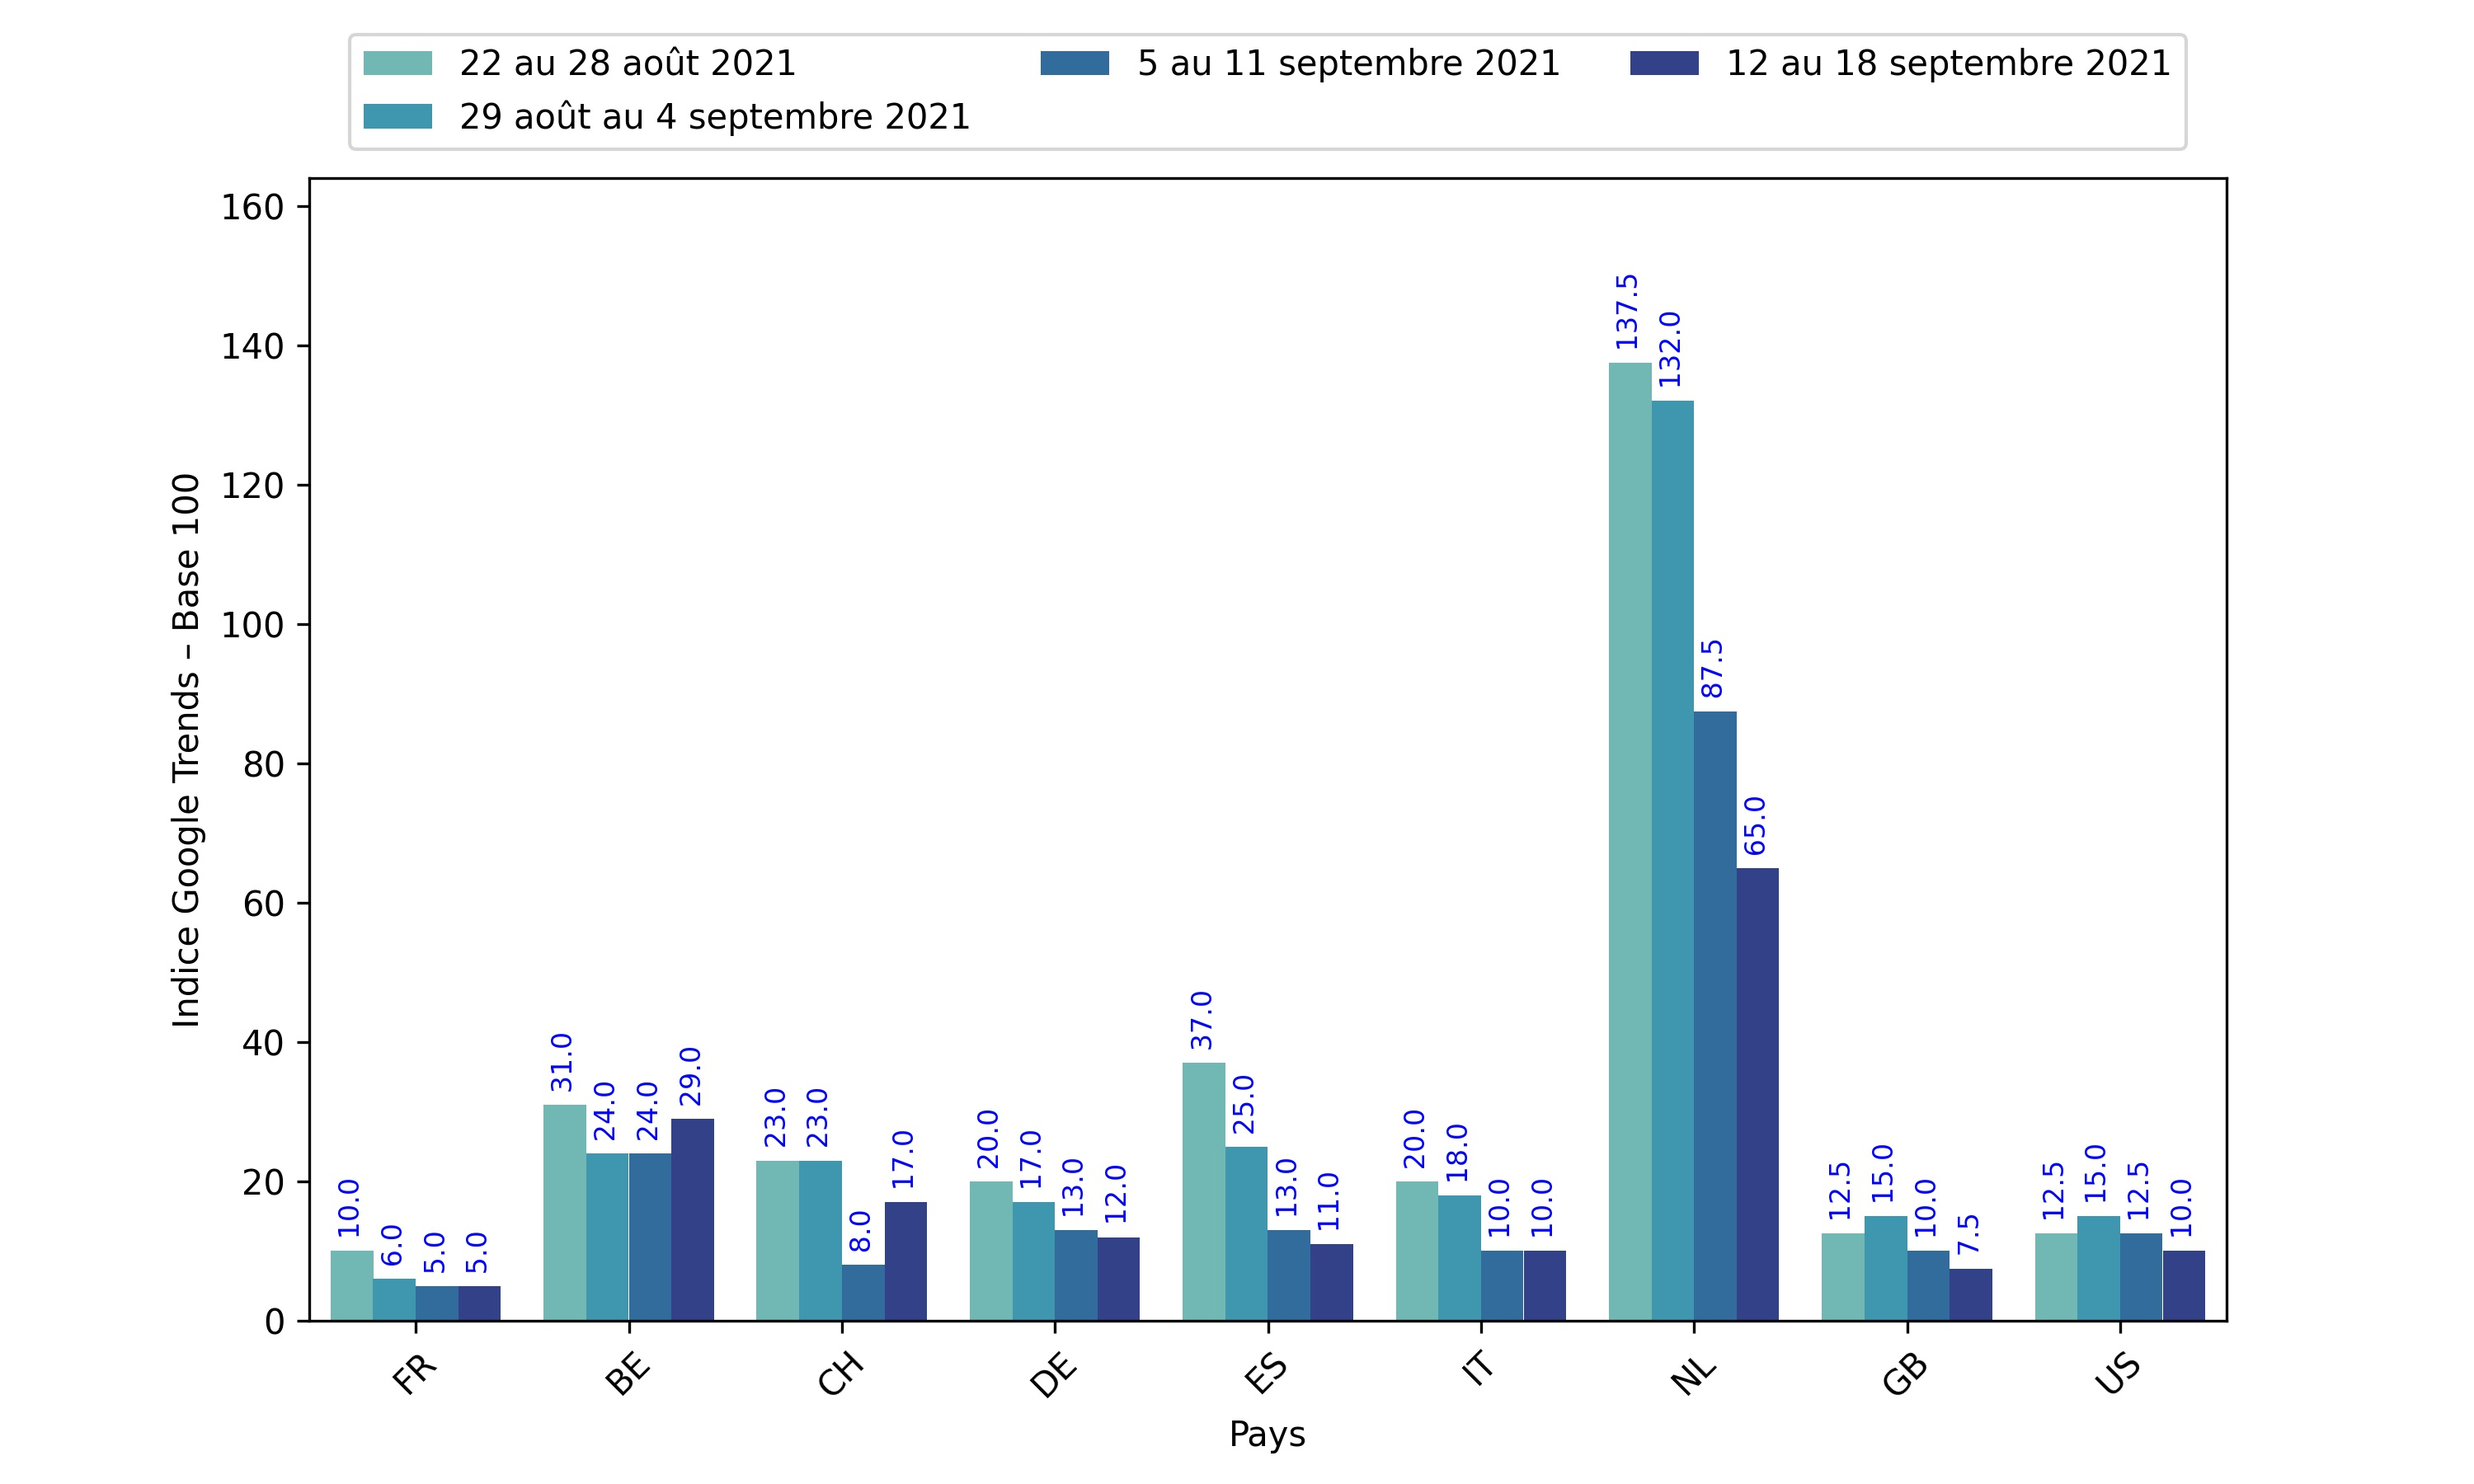 22 au 28 août 2021
29 août au 4 septembre 2021
5 au 11 septembre 2021
12 au 18 septembre 2021
Indice Google Trends – Base 100
160
140
120
100
80
60
40
20
0
10.0 6.0 5.0 5.0
31.0 24.0 24.0 29.0
23.0 23.0 8.0 17.0
20.0 17.0 13.0 12.0
37.0 25.0 13.0 11.0
20.0 18.0 10.0 10.0
137.5 132.0 87.5 65.0
12.5 15.0 10.0 7.5
12.5 15.0 12.5 10.0
FR BE CH DE ES IT NL GB US
Pays